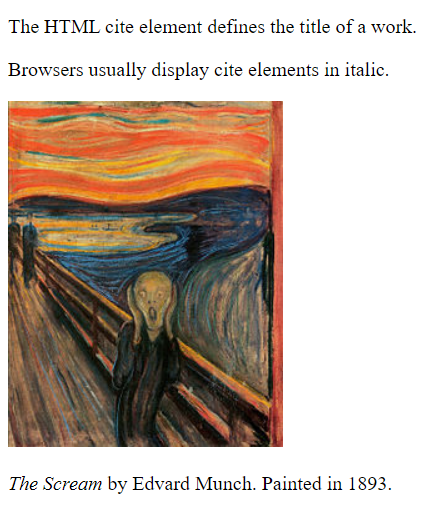 The HTML cite element defines the title of a work.
Browsers usually display cite elements in italic.
The Scream by Edvard Munch. Painted in 1893.